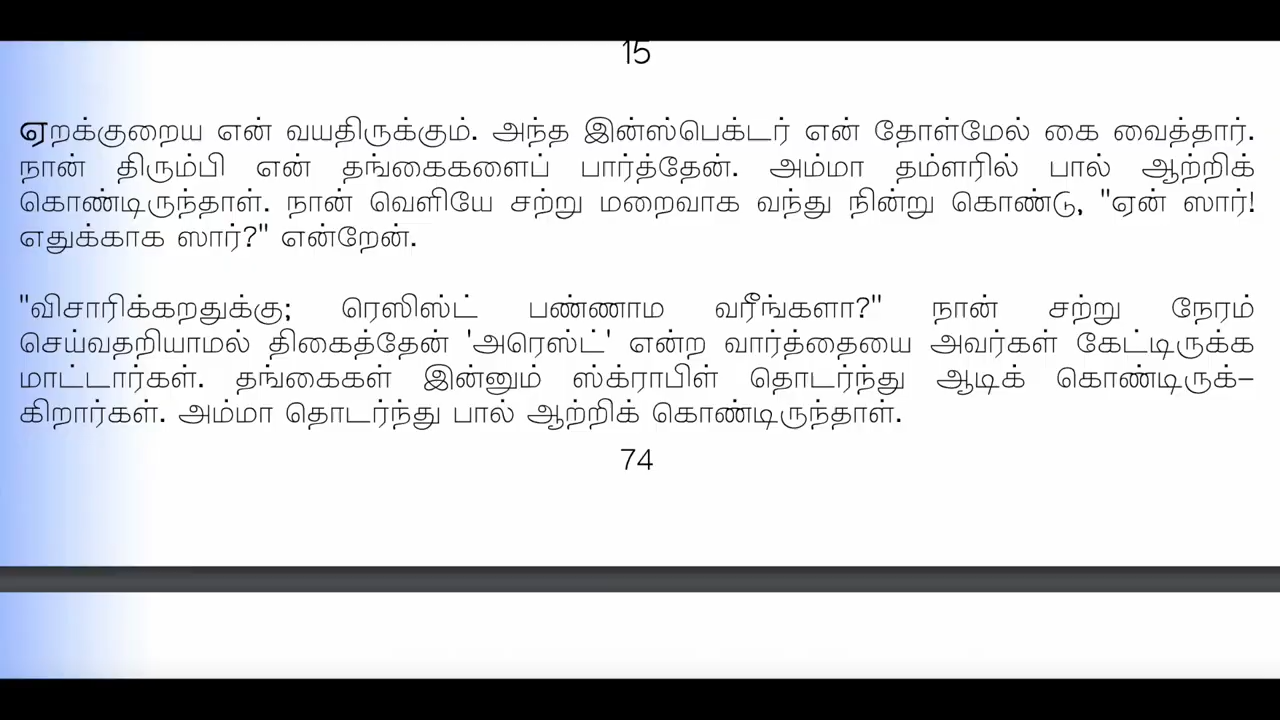 15
ஏறக்குறைய என் வயதிருக்கும். அந்த இன்ஸ்பெக்டர் என் தோள்மேல் கை வைத்தார்.
நான் திரும்பி என் தங்கைகளைப் பார்த்தேன். அம்மா தம்ளரில் பால் ஆற்றிக்
கொண்டிருந்தாள். நான் வெளியே சற்று மறைவாக வந்து நின்று கொண்டு, "ஏன் ஸார்!
எதுக்காக ஸார்?" என்றேன்.
"விசாரிக்கறதுக்கு; ரெஸிஸ்ட் பண்ணாம வரீங்களா?" நான் சற்று நேரம்
செய்வதறியாமல் திகைத்தேன் 'அரெஸ்ட்' என்ற வார்த்தையை அவர்கள் கேட்டிருக்க
மாட்டார்கள். தங்கைகள் இன்னும் ஸ்க்ராபிள் தொடர்ந்து ஆடிக் கொண்டிருக்-
கிறார்கள். அம்மா தொடர்ந்து பால் ஆற்றிக் கொண்டிருந்தாள்.
74